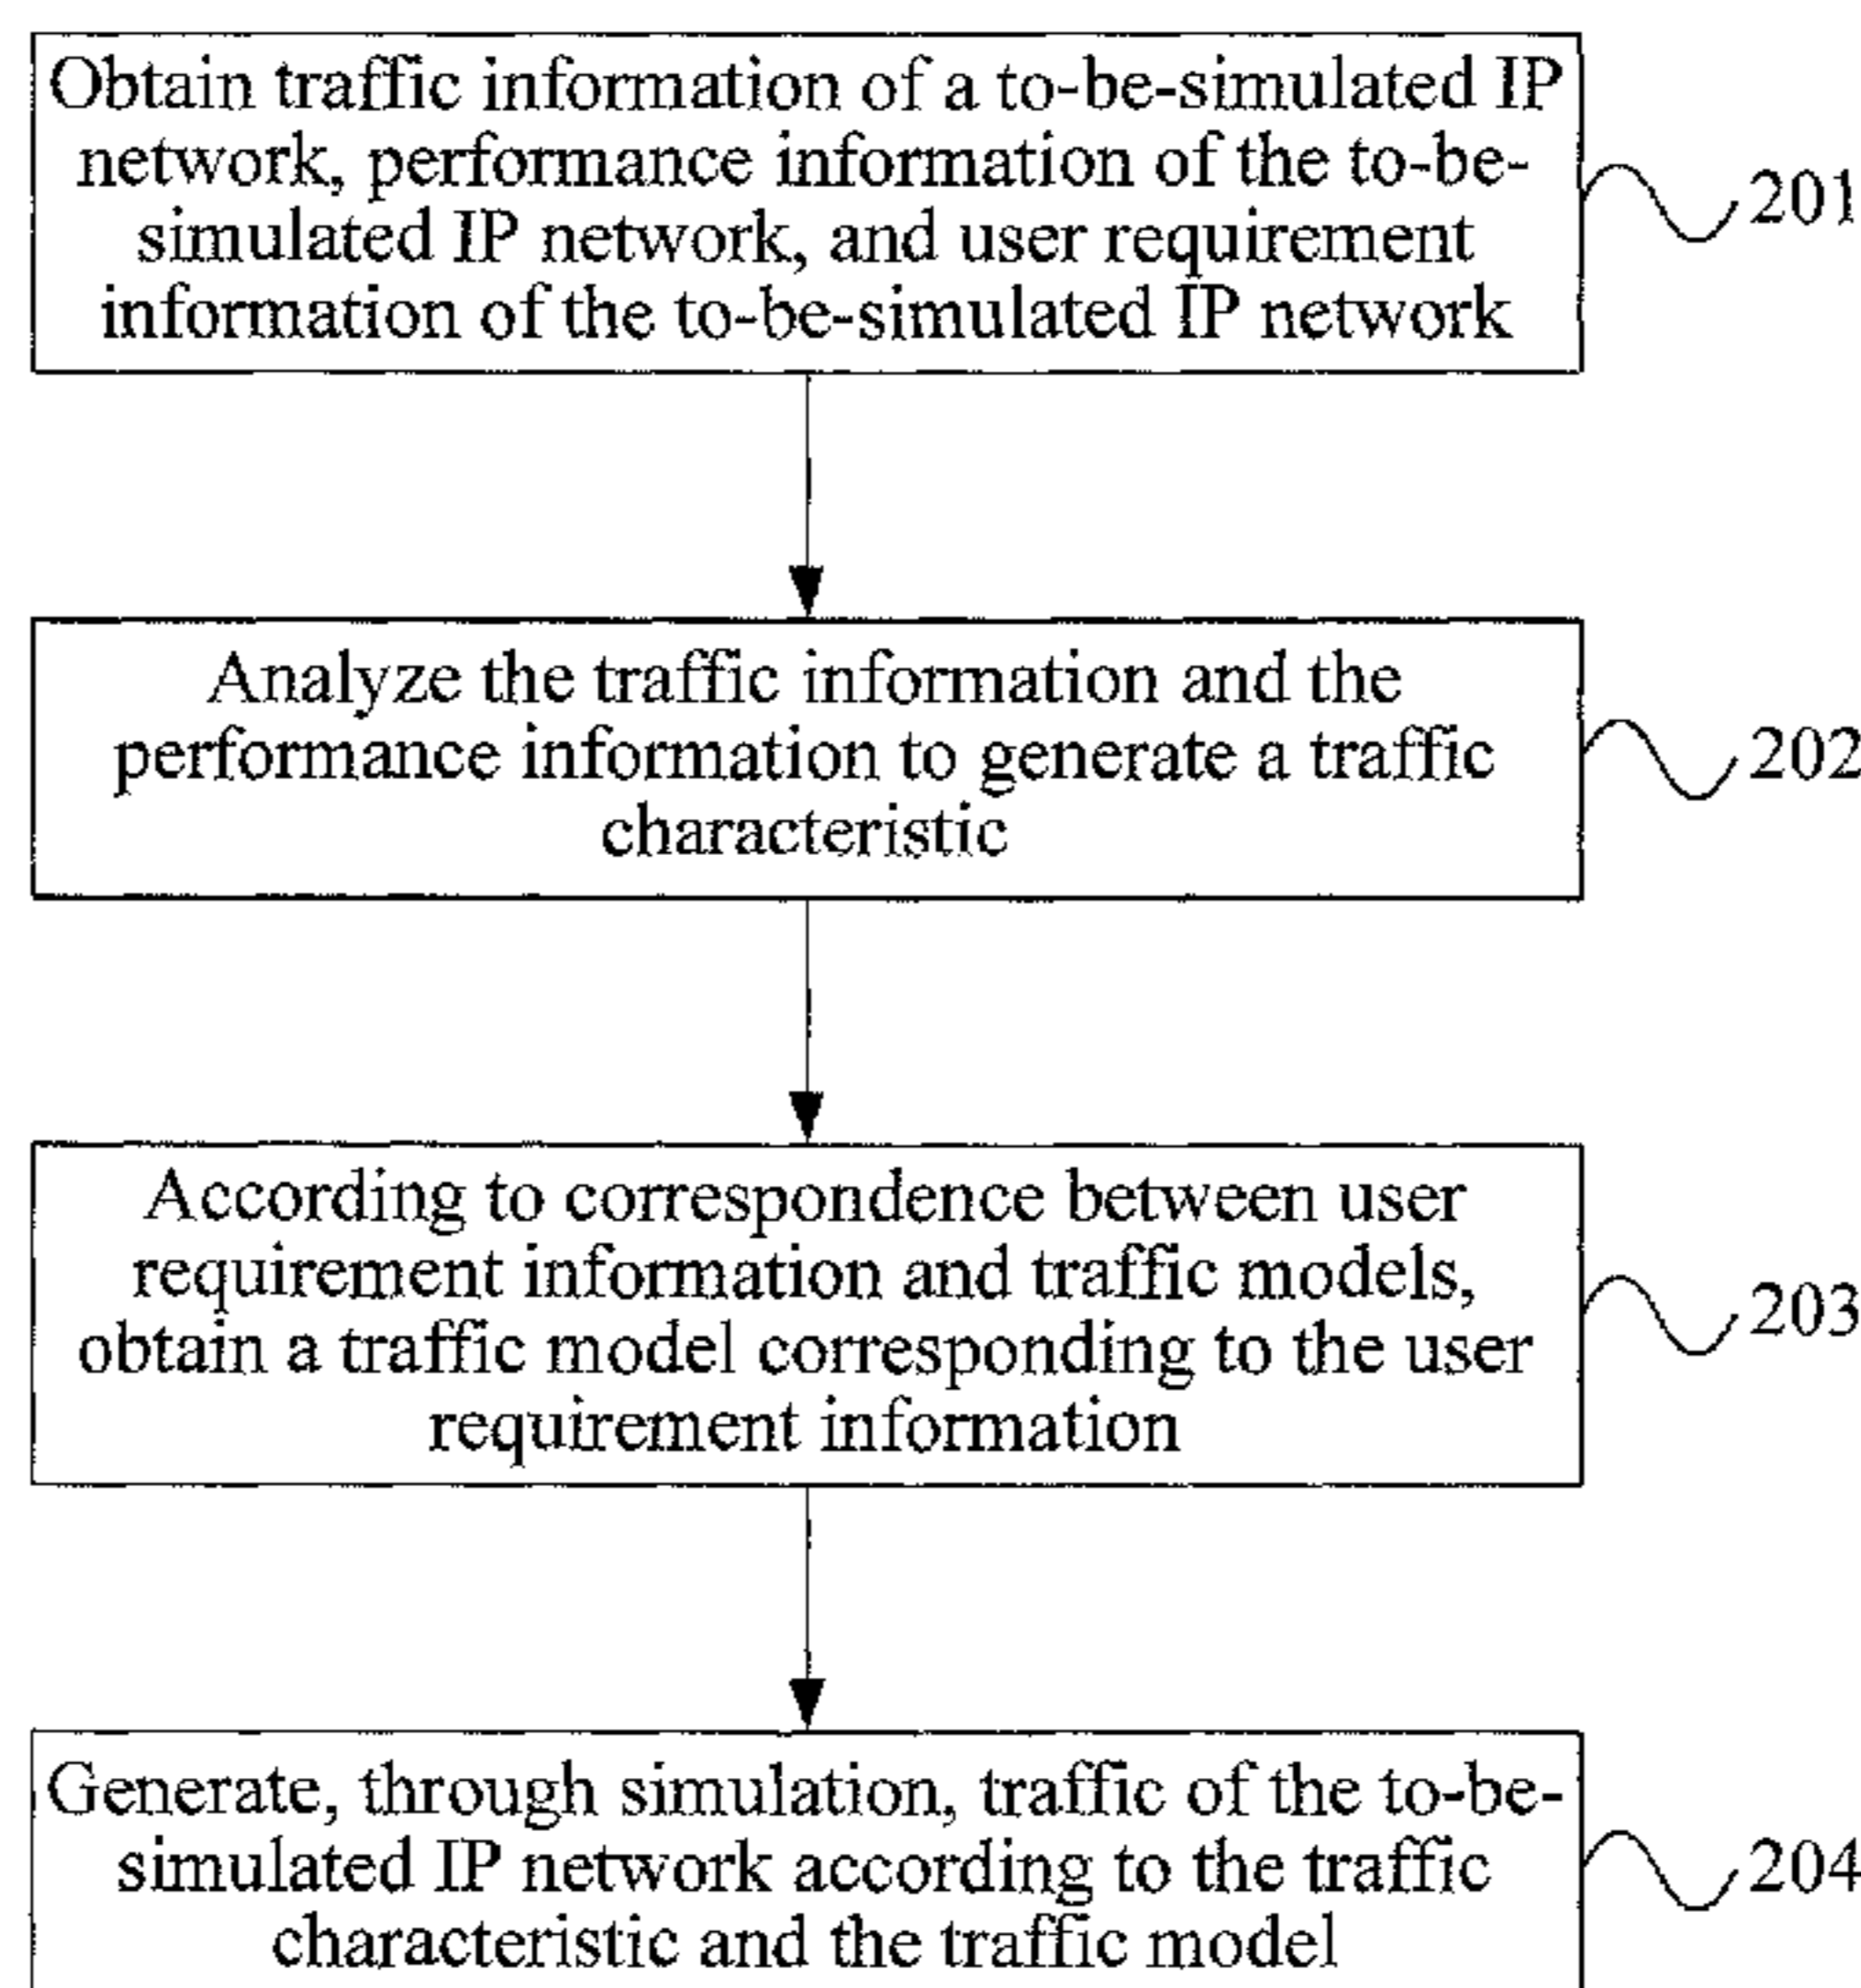 Obtain traffic information of a to-be-simulated IP
network, performance information of the to-be-
simulated IP network, and user requirement
information of the to-be-simulated IP network
201
Analyze the traffic information and the
performance information to generate a traffic
characteristic
202
According to correspondence between user
requirement information and traffic models,
obtain a traffic model corresponding to the user
requirement information
203
Generate, through simulation, traffic of the to-be-
simulated IP network according to the traffic
characteristic and the traffic model
204